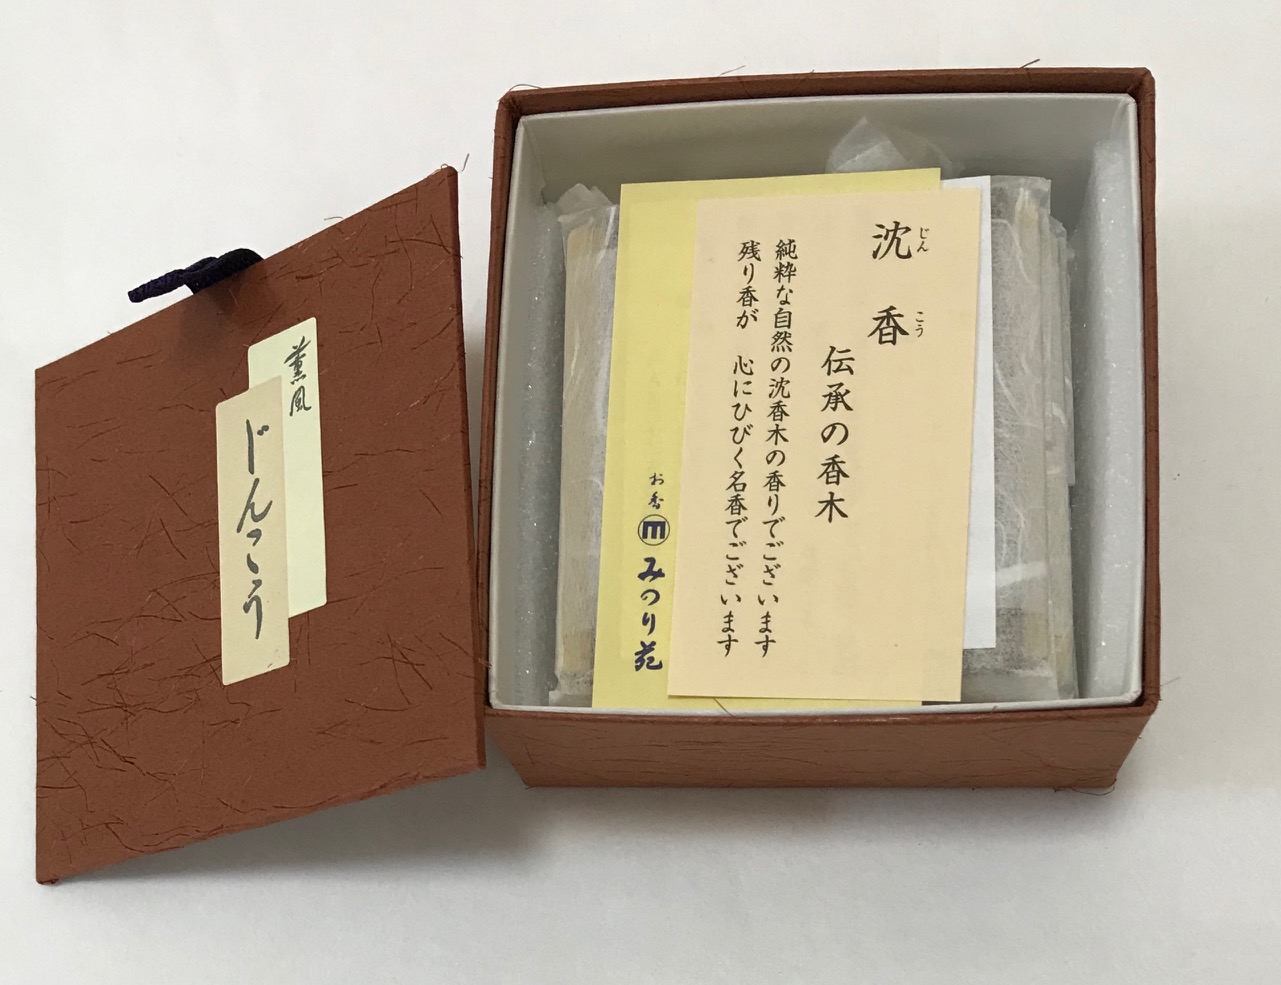 薫風
じんこう
沈香
じん
こう
伝承の香木
純粋な自然の沈香木の香りでございます
残り香が 心にひびく名香でございます
お香 m みのり苑